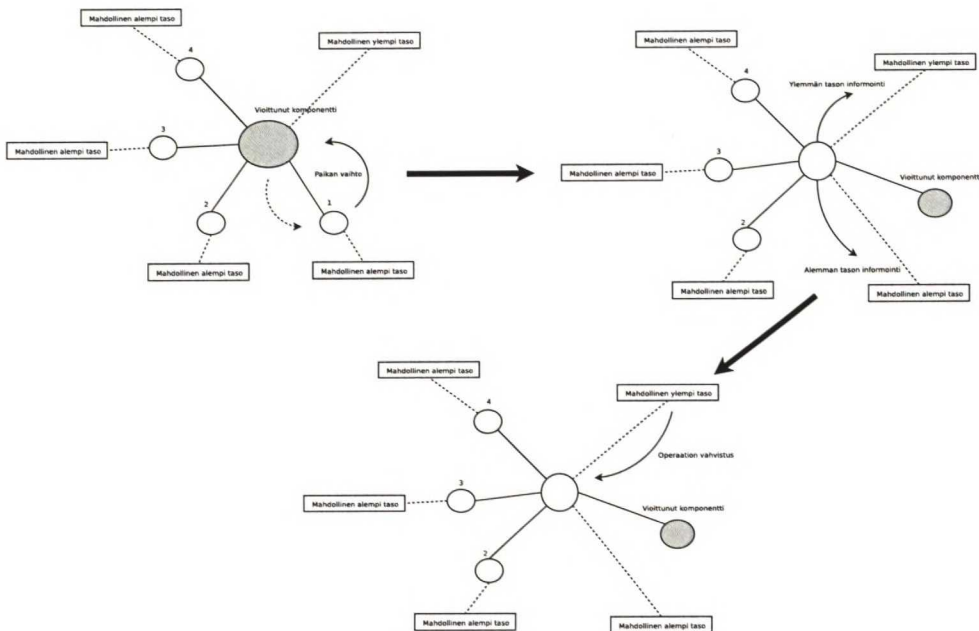 Mahdollinen alempi taso
4
Mahdollinen ylempi taso
Vioittunut komponentti
3
Mahdollinen alempi taso
Paikan vaihto
2
1
Mahdollinen alempi taso
Mahdollinen alempi taso
Mahdollinen alempi taso
4
Mahdollinen ylempi taso
Ylemmän tason informointi
3
Mahdollinen alempi taso
Vioittunut komponentti
2
Alemman tason informointi
Mahdollinen alempi taso
Mahdollinen alempi taso
Mahdollinen alempi taso
4
Mahdollinen ylempi taso
Operaation vahvistus
3
Mahdollinen alempi taso
Vioittunut komponentti
2
Mahdollinen alempi taso
Mahdollinen alempi taso